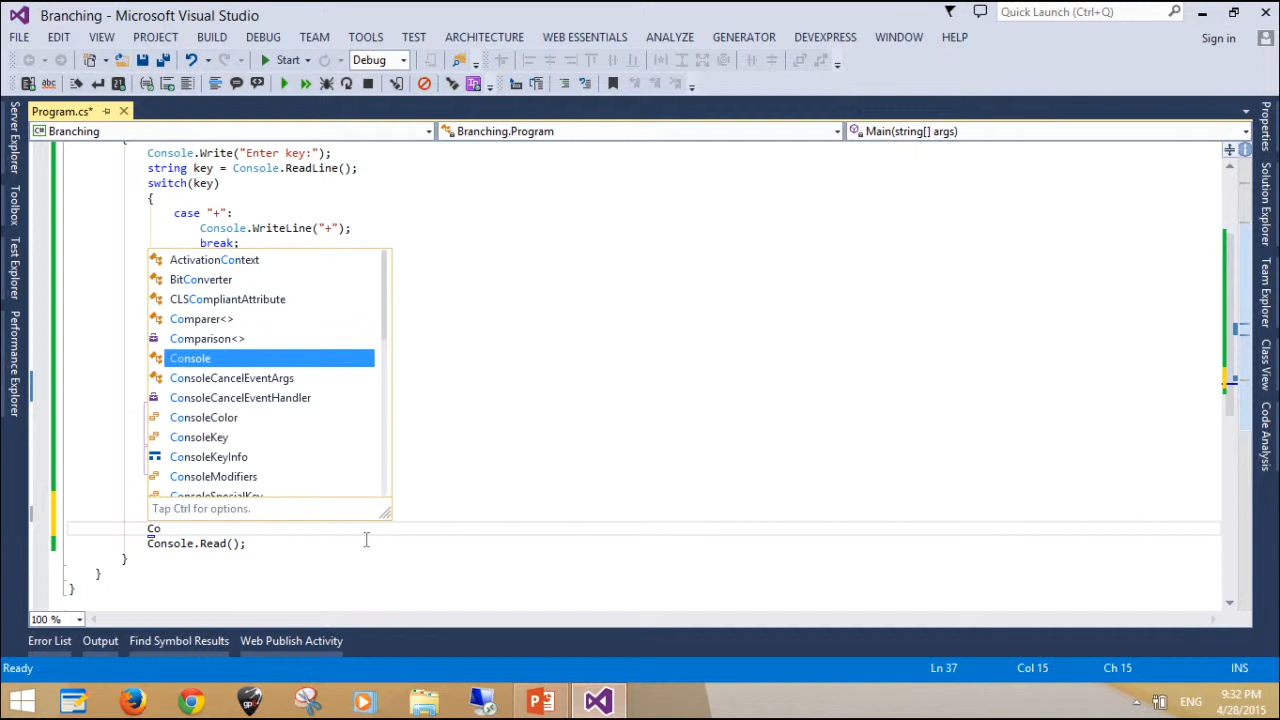 Branching - Microsoft Visual Studio
Quick Launch (Ctrl+Q)
FILE EDIT VIEW PROJECT BUILD DEBUG TEAM TOOLS TEST ARCHITECTURE WEB ESSENTIALS ANALYZE GENERATOR DEVEXPRESS WINDOW HELP
Sign in
Start Debug
Program.cs*
Branching Branching.Program Main(string[] args)
Server Explorer
Toolbox
Test Explorer
Performance Explorer
Console.Write("Enter key:");
string key = Console.ReadLine();
switch(key)
{
case "+":
Console.WriteLine("+");
break;
ActivationContext
BitConverter
CLSCompliantAttribute
Comparer<>
Comparison<>
Console
ConsoleCancelEventArgs
ConsoleCancelEventHandler
ConsoleColor
ConsoleKey
ConsoleKeyInfo
ConsoleModifiers
ConsoleSpecialKey
Tap Ctrl for options.
Co
Console.Read();
}
}
}
Properties
Solution Explorer
Team Explorer
Class View
Code Analysis
100 %
Error List Output Find Symbol Results Web Publish Activity
Ready Ln 37 Col 15 Ch 15 INS
ENG
9:32 PM
4/28/2015